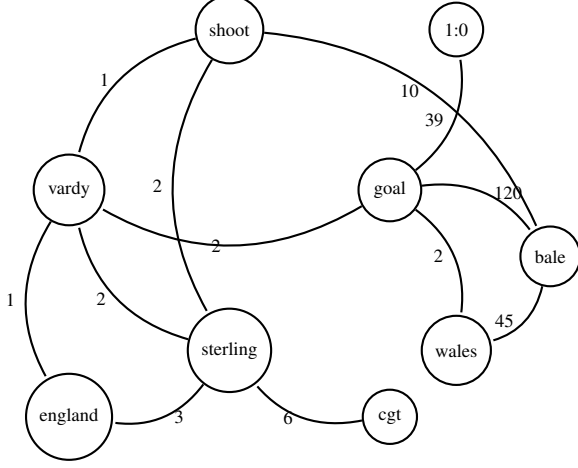 shoot
1:0
1
10
39
vardy
2
goal
120
2
2
bale
1
2
45
sterling
wales
england
3
6
cgt